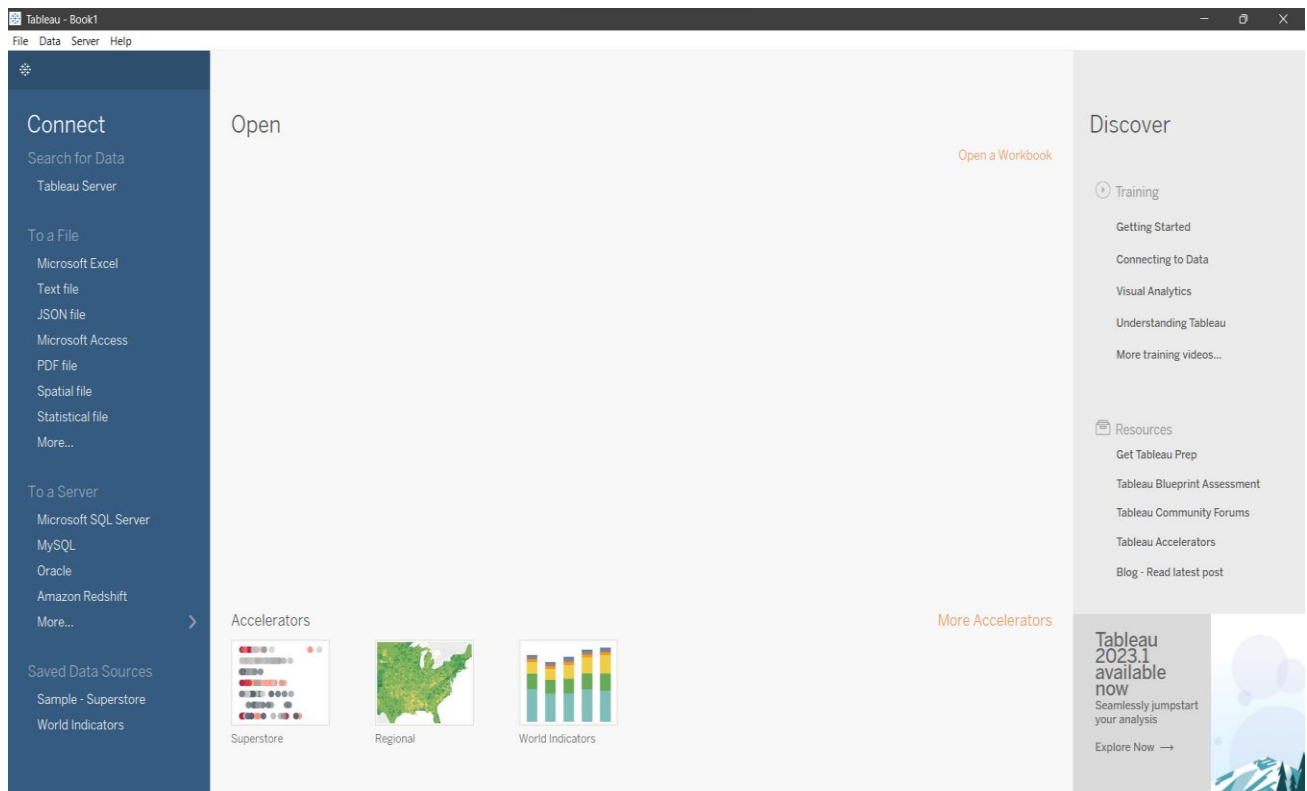 Tableau - Book1
File Data Server Help
Connect
Search for Data
Tableau Server
To a File
Microsoft Excel
Text file
JSON file
Microsoft Access
PDF file
Spatial file
Statistical file
More...
To a Server
Microsoft SQL Server
MySQL
Oracle
Amazon Redshift
More...
Saved Data Sources
Sample - Superstore
World Indicators
Open
Open a Workbook
Accelerators
More Accelerators
Superstore
Regional
World Indicators
Discover
Training
Getting Started
Connecting to Data
Visual Analytics
Understanding Tableau
More training videos...
Resources
Get Tableau Prep
Tableau Blueprint Assessment
Tableau Community Forums
Tableau Accelerators
Blog - Read latest post
Tableau
2023.1
available
now
Seamlessly jumpstart
your analysis
Explore Now →